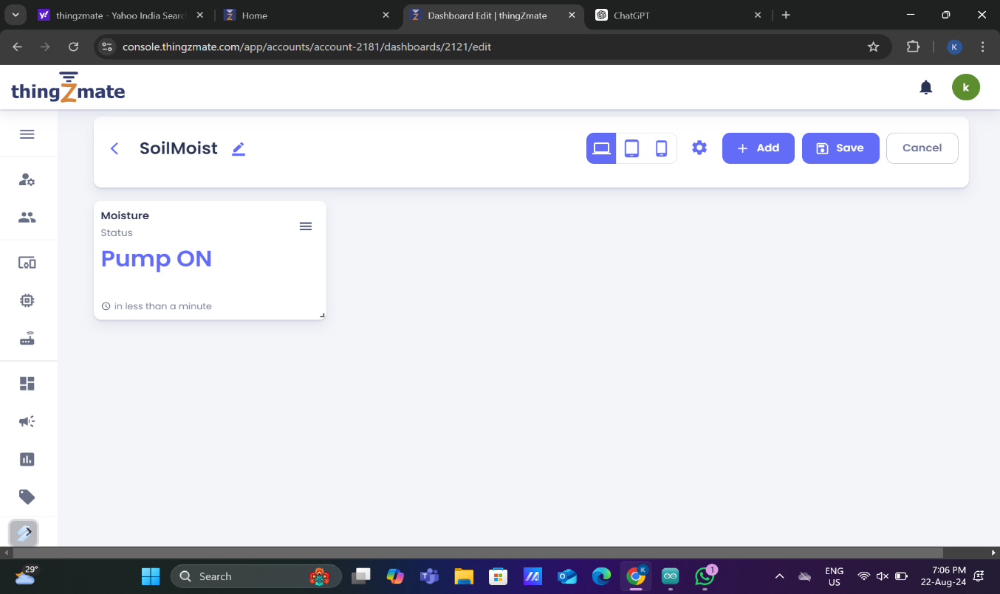 thingzmate - Yahoo India Searc
Home
Dashboard Edit | thingZmate
ChatGPT
console.thingzmate.com/app/accounts/account-2181/dashboards/2121/edit
K
thingZmate
k
SoilMoist
Add
Save
Cancel
Moisture
Status
Pump ON
in less than a minute
29°
Search
K
1
ENG
US
7:06 PM
22-Aug-24